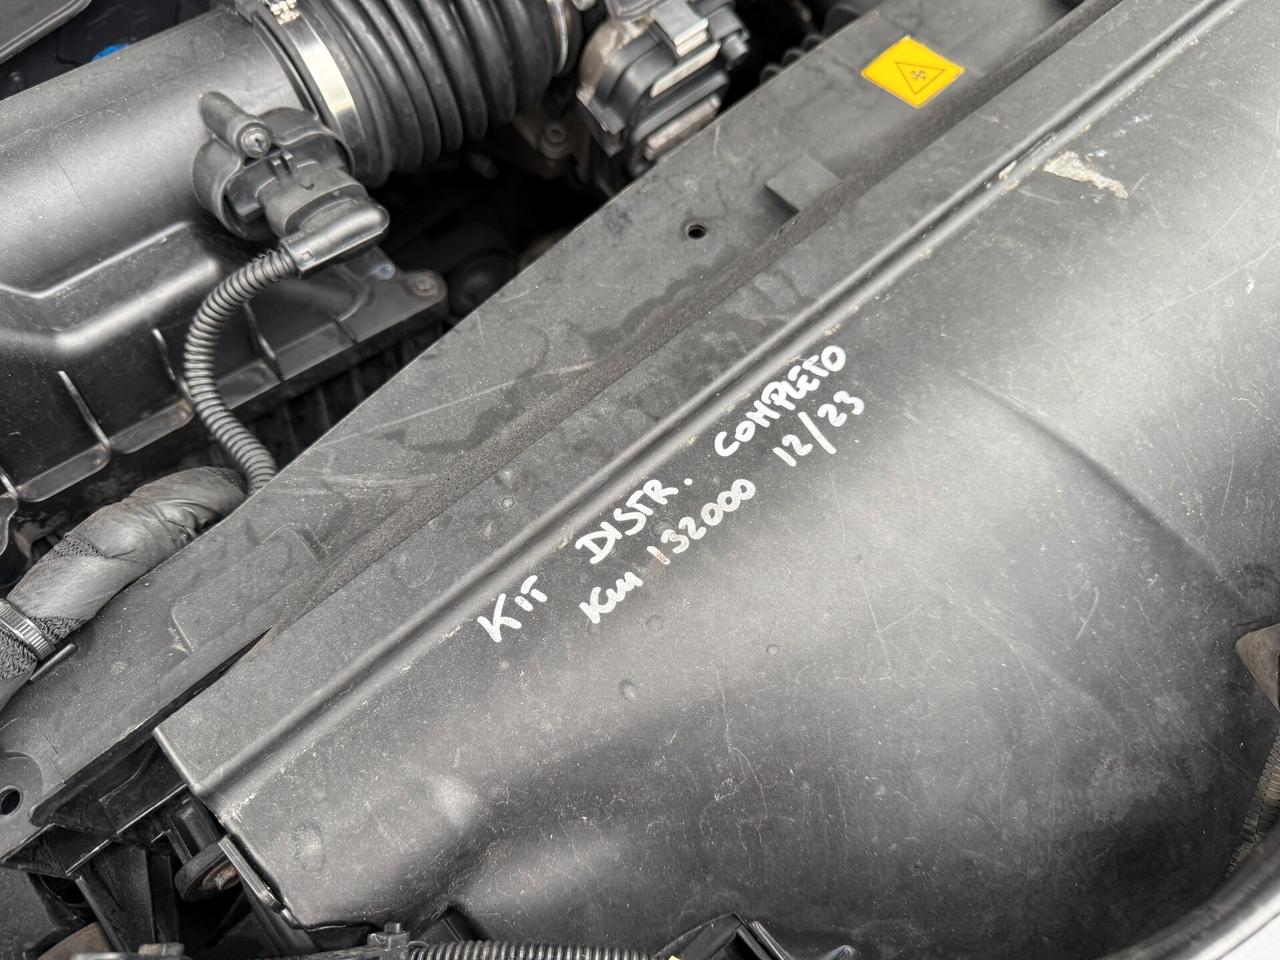 KIT DISTR. COMPLETO
Km 132000 12/23